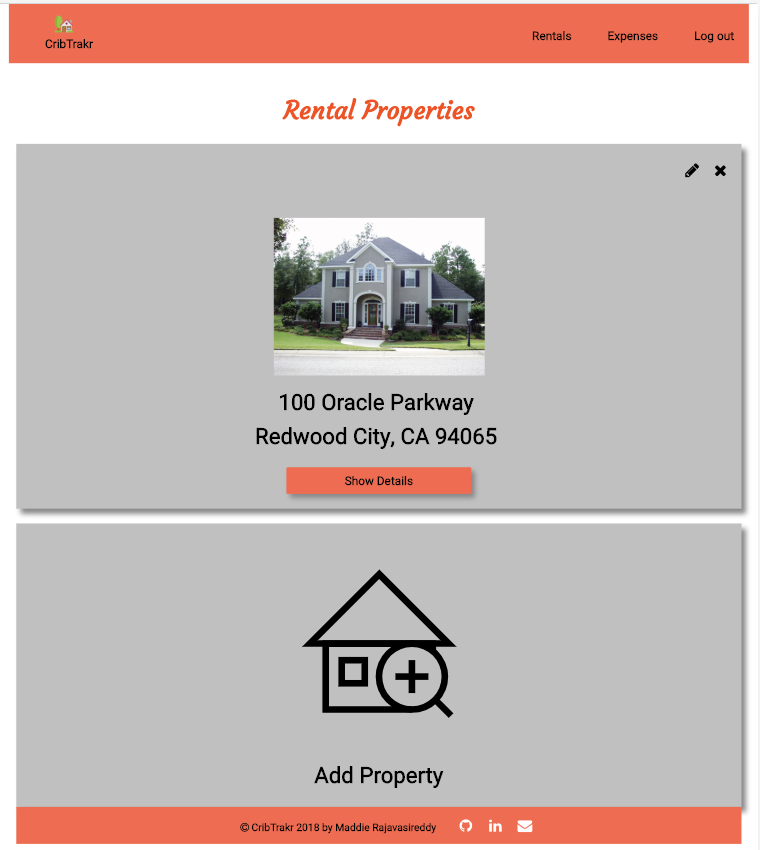 CribTrakr
Rentals
Expenses
Log out
Rental Properties
100 Oracle Parkway
Redwood City, CA 94065
Show Details
Add Property
© CribTrakr 2018 by Maddie Rajavasireddy